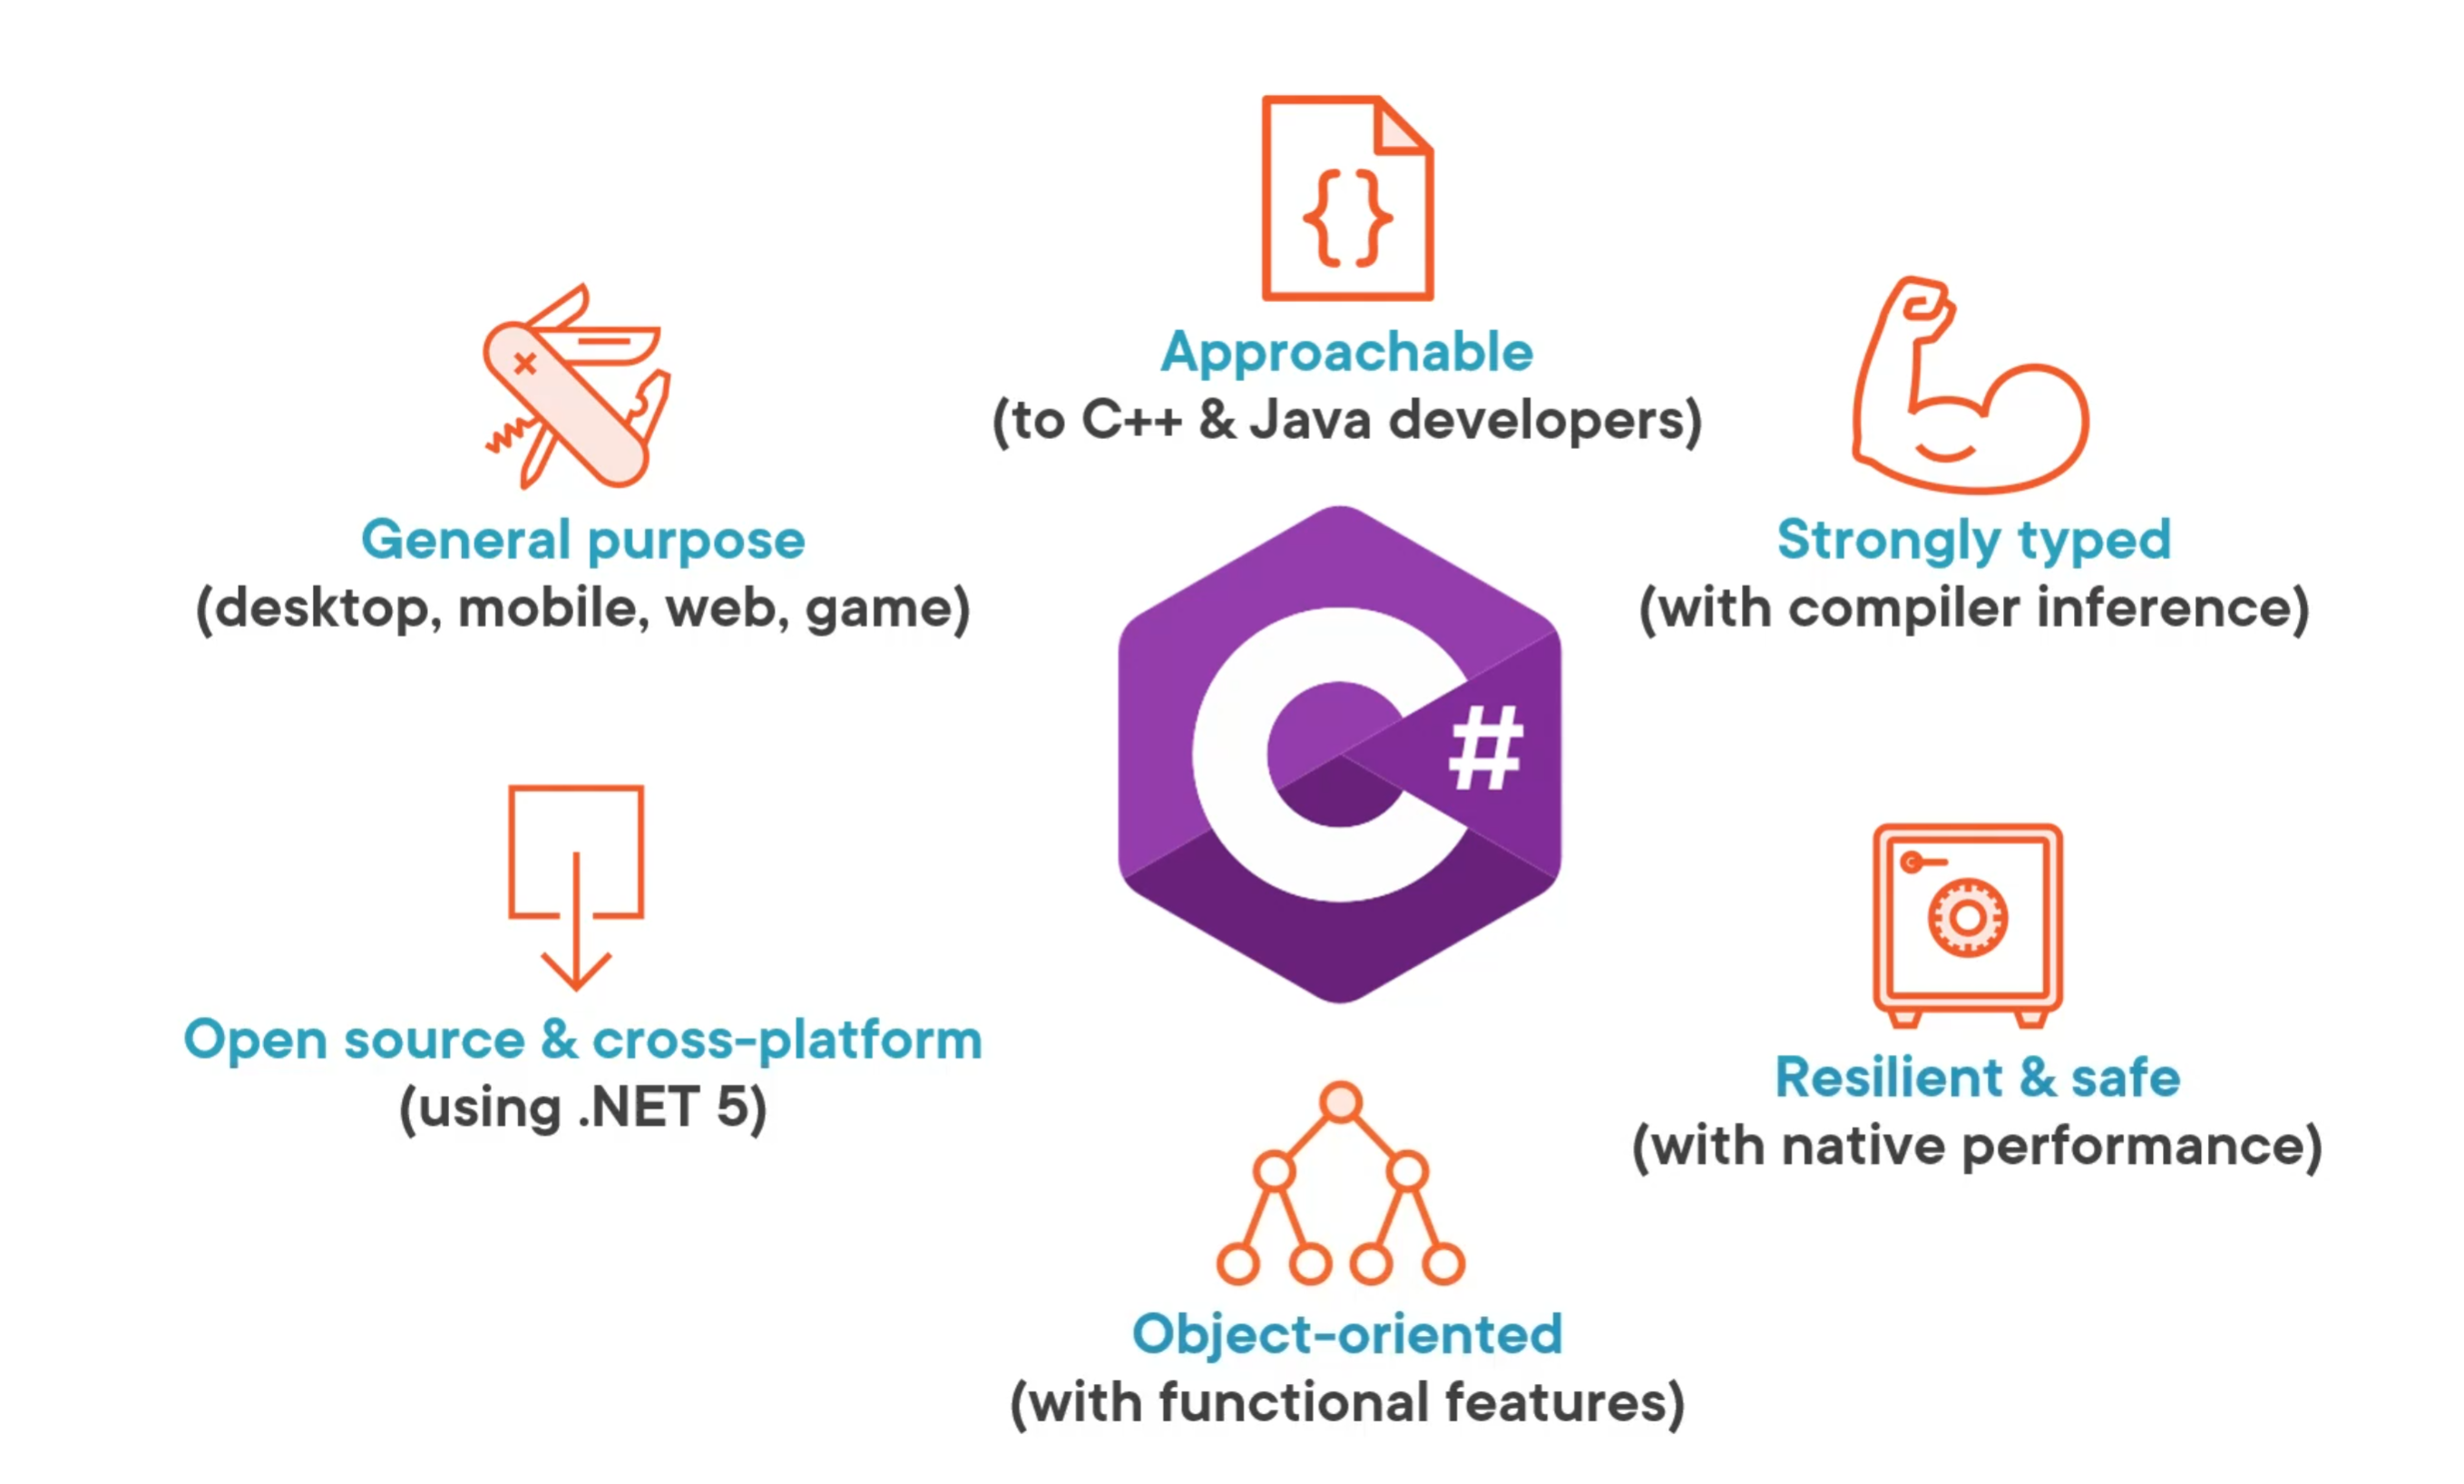 Approachable
(to C++ & Java developers)
General purpose
(desktop, mobile, web, game)
Strongly typed
(with compiler inference)
C#
Open source & cross-platform
(using .NET 5)
Resilient & safe
(with native performance)
Object-oriented
(with functional features)
{}